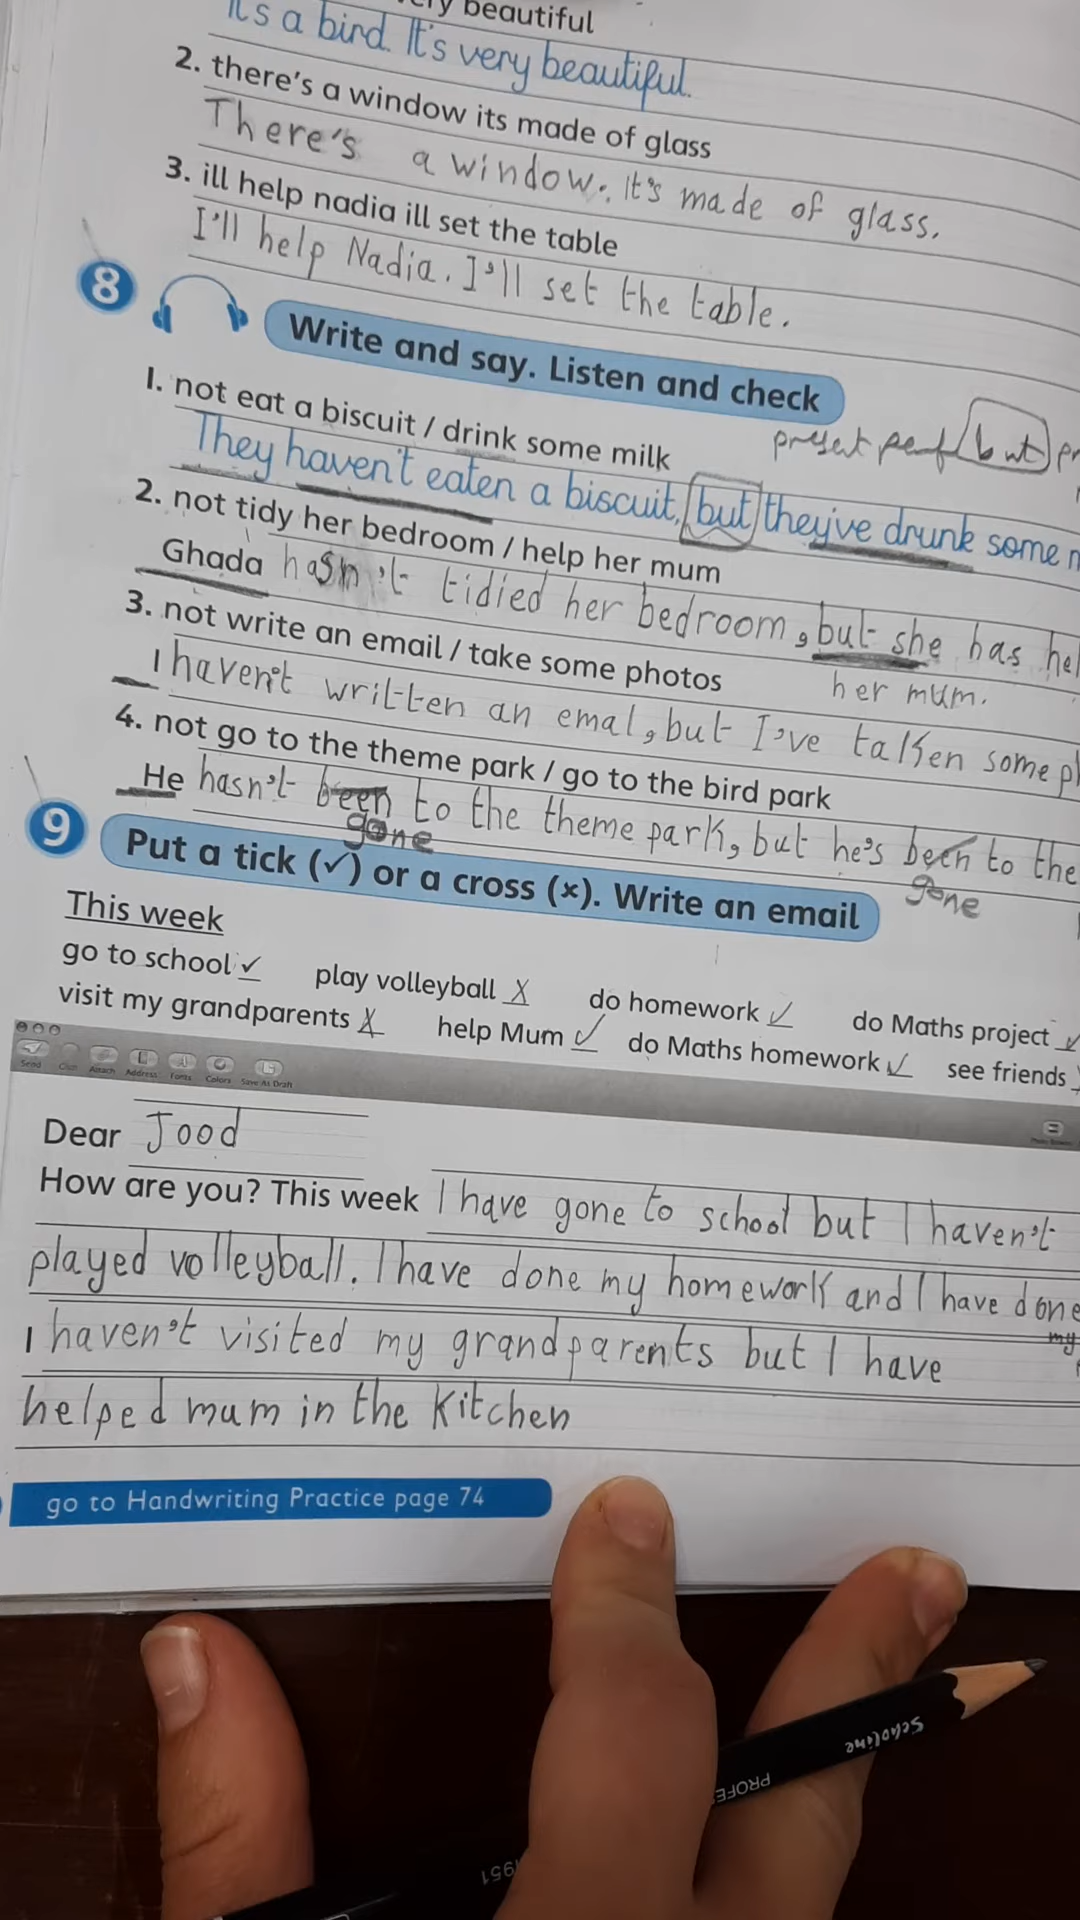 beautiful
It's a bird. It's very beautiful.
2. there's a window its made of glass
There's a window. It's made of glass.
3. ill help nadia ill set the table
I'll help Nadia. I'll set the table.
8 Write and say. Listen and check
1. not eat a biscuit / drink some milk
present perf but
They haven't eaten a biscuit, but they've drunk some
2. not tidy her bedroom / help her mum
Ghada hasn't tidied her bedroom, but she has
her mum.
3. not write an email / take some photos
I haven't written an emal, but I've taken some
4. not go to the theme park / go to the bird park
He hasn't been to the theme park, but he's been to the
gone
gone
9 Put a tick (✓) or a cross (×). Write an email
This week
go to school ✓ play volleyball X do homework ✓ do Maths project ✓
visit my grandparents X help Mum ✓ do Maths homework ✓ see friends
Send Chat Attach Address Fonts Colors Save As Draft
Dear Jood
How are you? This week I have gone to school but I haven't
played volleyball. I have done my homework and I have done
my
I haven't visited my grandparents but I have
helped mum in the kitchen
go to Handwriting Practice page 74
Scholine
PROFE
1951